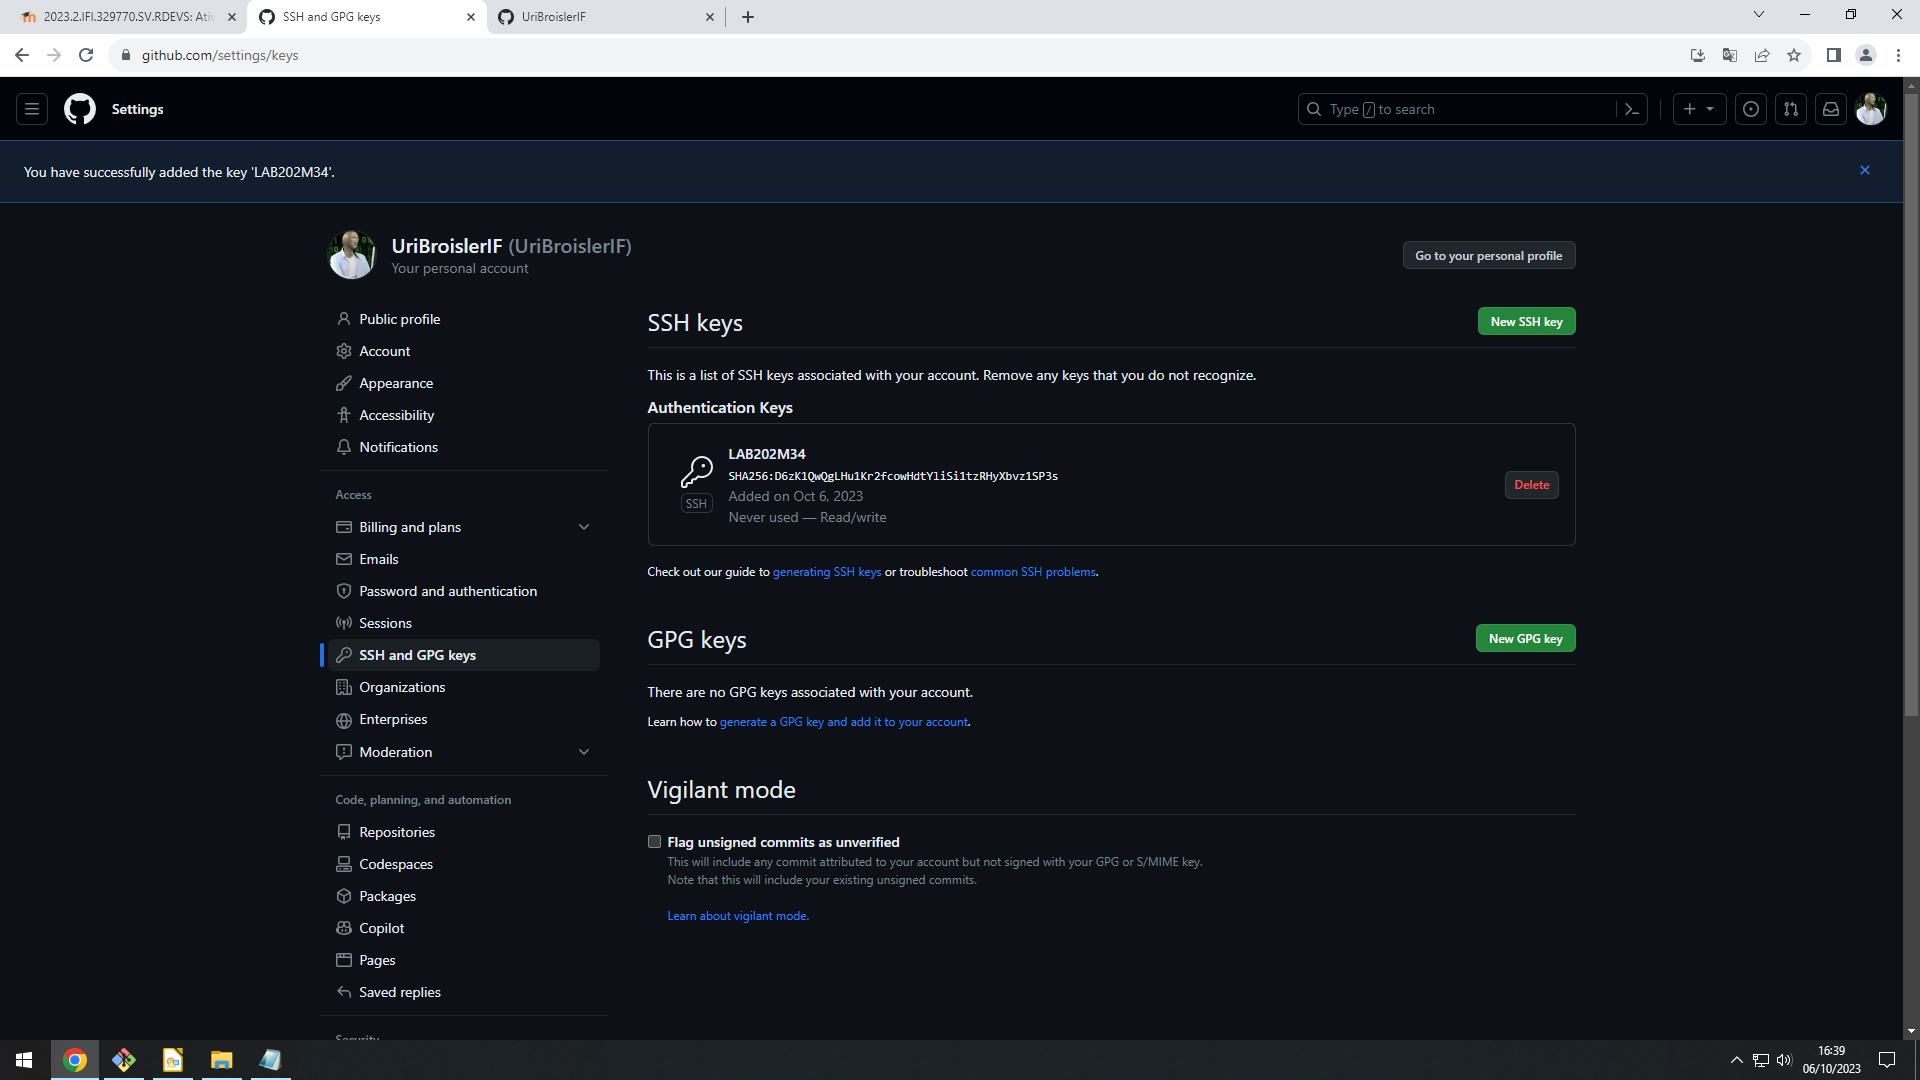 2023.2.IFI.329770.SV.RDEVS: Ativ
SSH and GPG keys
UriBroislerIF
github.com/settings/keys
Settings
Type / to search
You have successfully added the key 'LAB202M34'.
UriBroislerIF (UriBroislerIF)
Your personal account
Go to your personal profile
Public profile
Account
Appearance
Accessibility
Notifications
Access
Billing and plans
Emails
Password and authentication
Sessions
SSH and GPG keys
Organizations
Enterprises
Moderation
Code, planning, and automation
Repositories
Codespaces
Packages
Copilot
Pages
Saved replies
Security
SSH keys
New SSH key
This is a list of SSH keys associated with your account. Remove any keys that you do not recognize.
Authentication Keys
LAB202M34
SHA256:D6zK1QwQgLHu1Kr2fcowHdtYliSi1tzRHyXbvz1SP3s
Added on Oct 6, 2023
Never used — Read/write
SSH
Delete
Check out our guide to generating SSH keys or troubleshoot common SSH problems.
GPG keys
New GPG key
There are no GPG keys associated with your account.
Learn how to generate a GPG key and add it to your account.
Vigilant mode
Flag unsigned commits as unverified
This will include any commit attributed to your account but not signed with your GPG or S/MIME key.
Note that this will include your existing unsigned commits.
Learn about vigilant mode.
16:39
06/10/2023